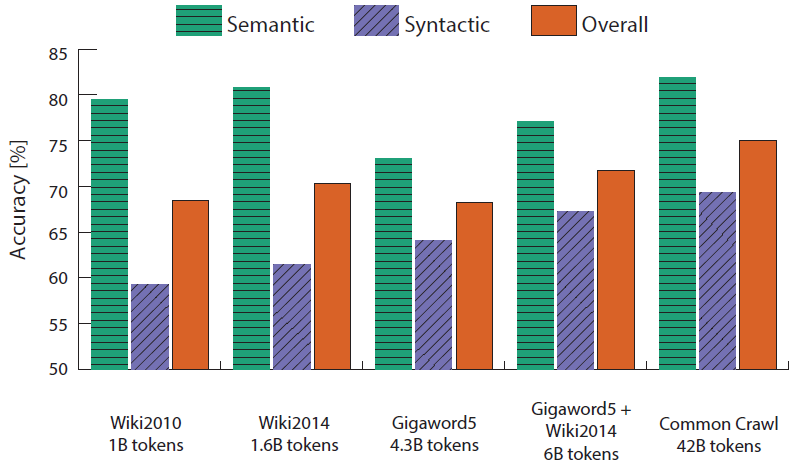 Semantic Syntactic Overall
Accuracy [%]
85
80
75
70
65
60
55
50
Wiki2010
1B tokens
Wiki2014
1.6B tokens
Gigaword5
4.3B tokens
Gigaword5 +
Wiki2014
6B tokens
Common Crawl
42B tokens